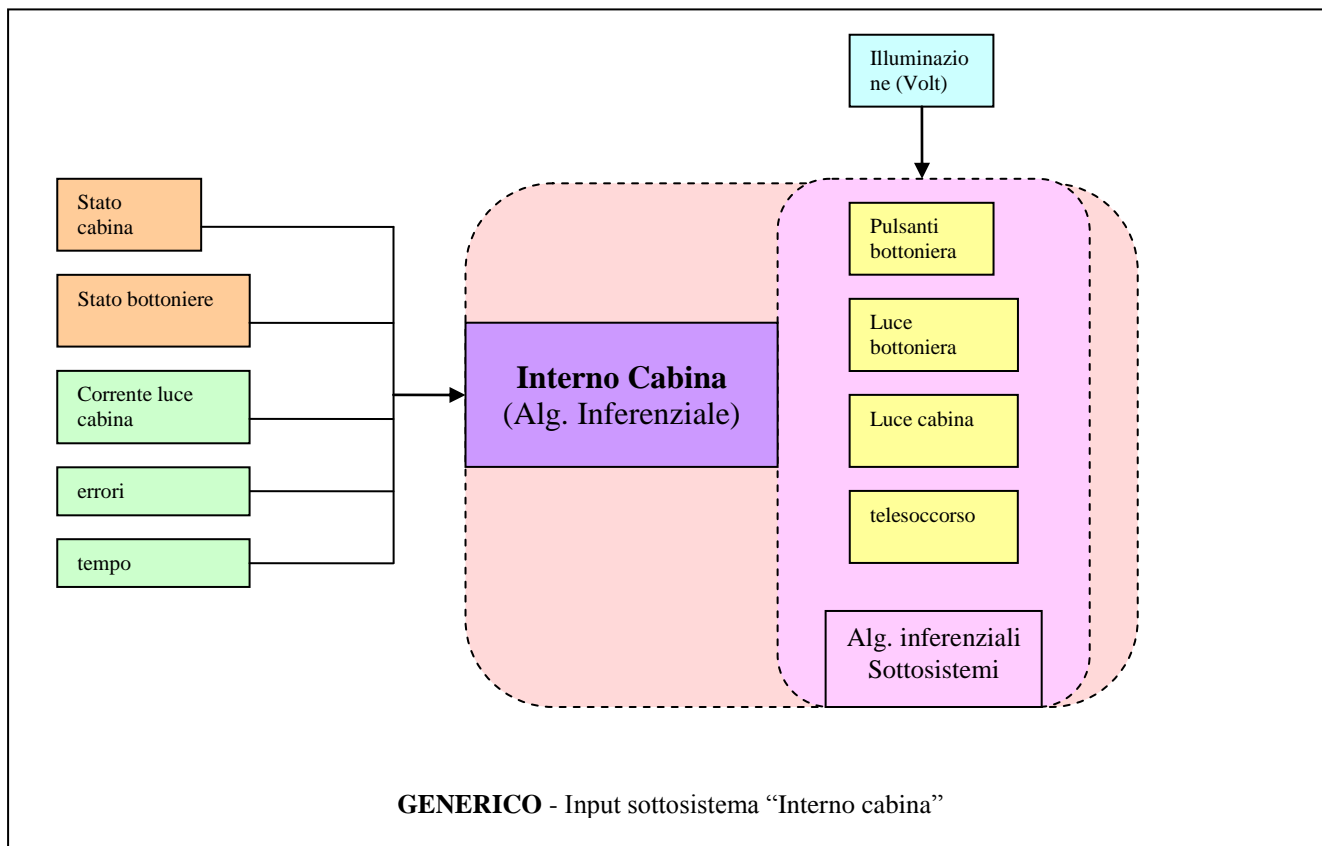 Illuminazio
ne (Volt)
Stato
cabina
Stato bottoniere
Corrente luce
cabina
errori
tempo
Interno Cabina
(Alg. Inferenziale)
Pulsanti
bottoniera
Luce
bottoniera
Luce cabina
telesoccorso
Alg. inferenziali
Sottosistemi
GENERICO - Input sottosistema “Interno cabina”